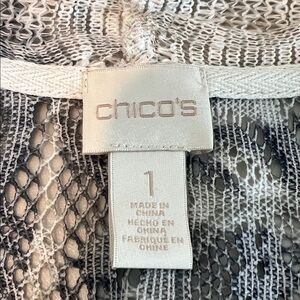 chico's
1
MADE IN
CHINA
HECHO EN
CHINA
FABRIQUÉ EN
CHINE